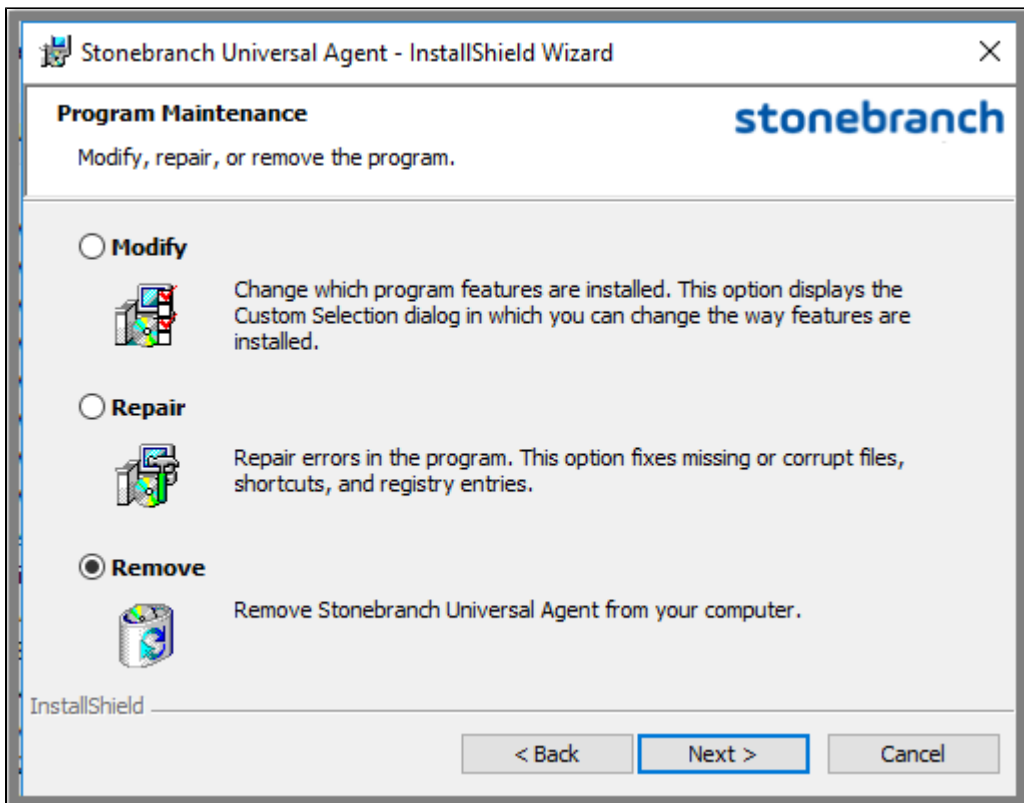 Stonebranch Universal Agent - InstallShield Wizard
Program Maintenance
stonebranch
Modify, repair, or remove the program.
Modify
Change which program features are installed. This option displays the
Custom Selection dialog in which you can change the way features are
installed.
Repair
Repair errors in the program. This option fixes missing or corrupt files,
shortcuts, and registry entries.
Remove
Remove Stonebranch Universal Agent from your computer.
InstallShield
< Back Next > Cancel